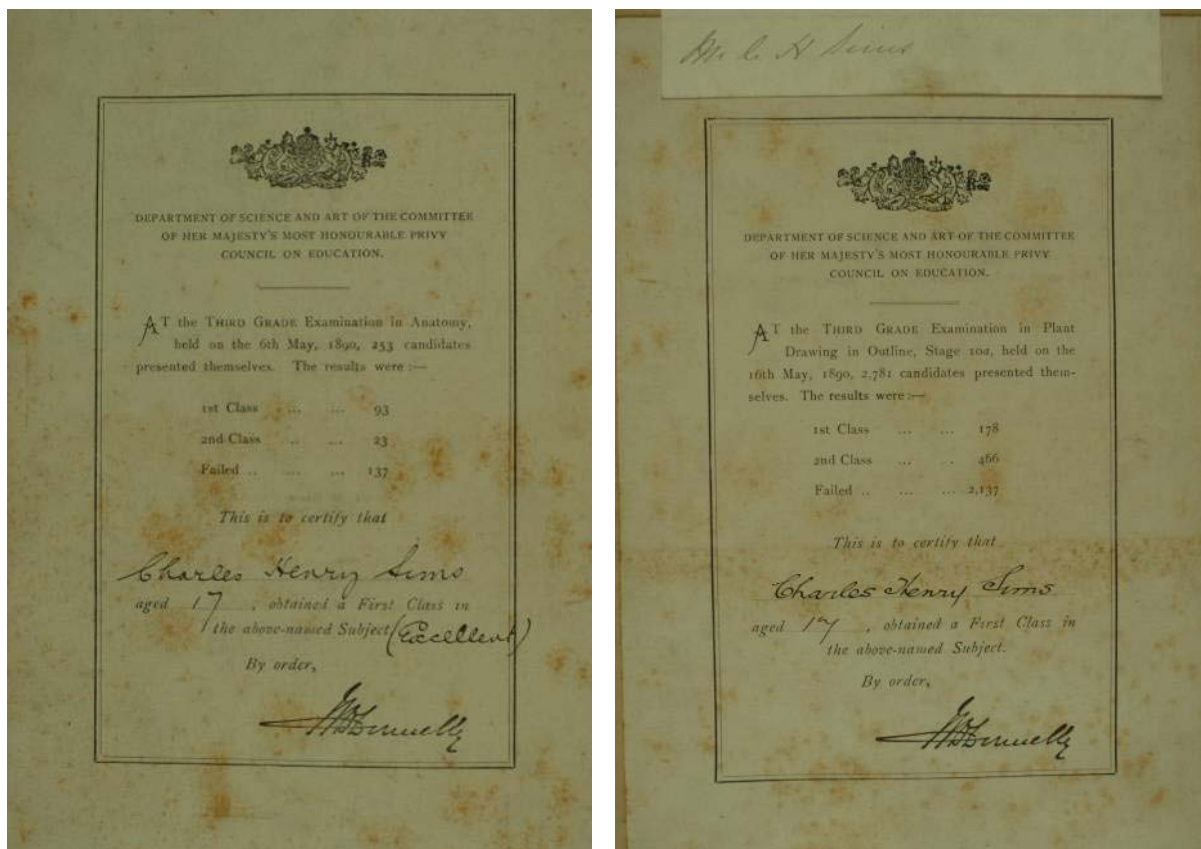 DEPARTMENT OF SCIENCE AND ART OF THE COMMITTEE
OF HER MAJESTY'S MOST HONOURABLE PRIVY
COUNCIL ON EDUCATION.
AT the THIRD GRADE Examination in Anatomy,
held on the 6th May, 1890, 253 candidates
presented themselves. The results were :—
1st Class ... ... 93
2nd Class .. ... 23
Failed .. ... ... 137
This is to certify that
Charles Henry Sims
aged 17, obtained a First Class in
the above-named Subject (Excellent)
By order,
M. C H Sims
DEPARTMENT OF SCIENCE AND ART OF THE COMMITTEE
OF HER MAJESTY'S MOST HONOURABLE PRIVY
COUNCIL ON EDUCATION.
AT the THIRD GRADE Examination in Plant
Drawing in Outline, Stage 10a, held on the
16th May, 1890, 2,781 candidates presented them-
selves. The results were :—
1st Class ... ... 178
2nd Class ... . 466
Failed .. ... ... 2,137
This is to certify that
Charles Henry Sims
aged 17, obtained a First Class in
the above-named Subject.
By order,